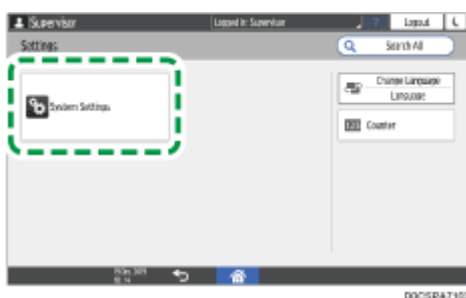 Supervisor
Logged in: Supervisor
Logout
Settings
Search All
System Settings
Change Language
Language
Counter